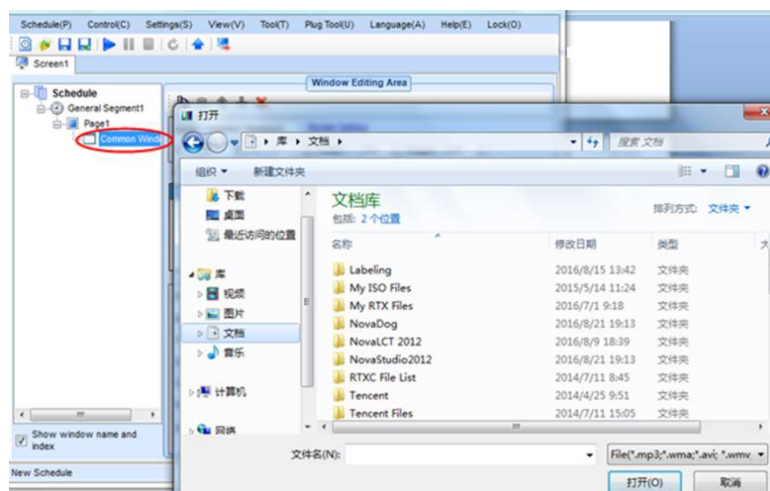 Schedule(P) Control(C) Settings(S) View(V) Tool(T) Plug Tool(U) Language(A) Help(E) Lock(O)
Screen1
Window Editing Area
Schedule
General Segment1
Page1
Common Wind
打开
库 文档
搜索 文档
组织 新建文件夹
下载
桌面
最近访问的位置
库
视频
图片
文档
音乐
计算机
网络
文档库
包括: 2 个位置
排列方式: 文件夹
名称 修改日期 类型 大
Labeling 2016/8/15 13:42 文件夹
My ISO Files 2015/5/14 11:24 文件夹
My RTX Files 2016/7/1 9:18 文件夹
NovaDog 2016/8/21 19:13 文件夹
NovaLCT 2012 2016/8/9 18:39 文件夹
NovaStudio2012 2016/8/21 19:13 文件夹
RTXC File List 2014/7/11 8:45 文件夹
Tencent 2014/4/25 9:51 文件夹
Tencent Files 2014/7/11 15:05 文件夹
Show window name and
index
文件名(N):
File(*.mp3;*.wma;*.avi; *.wmv
打开(O) 取消
New Schedule